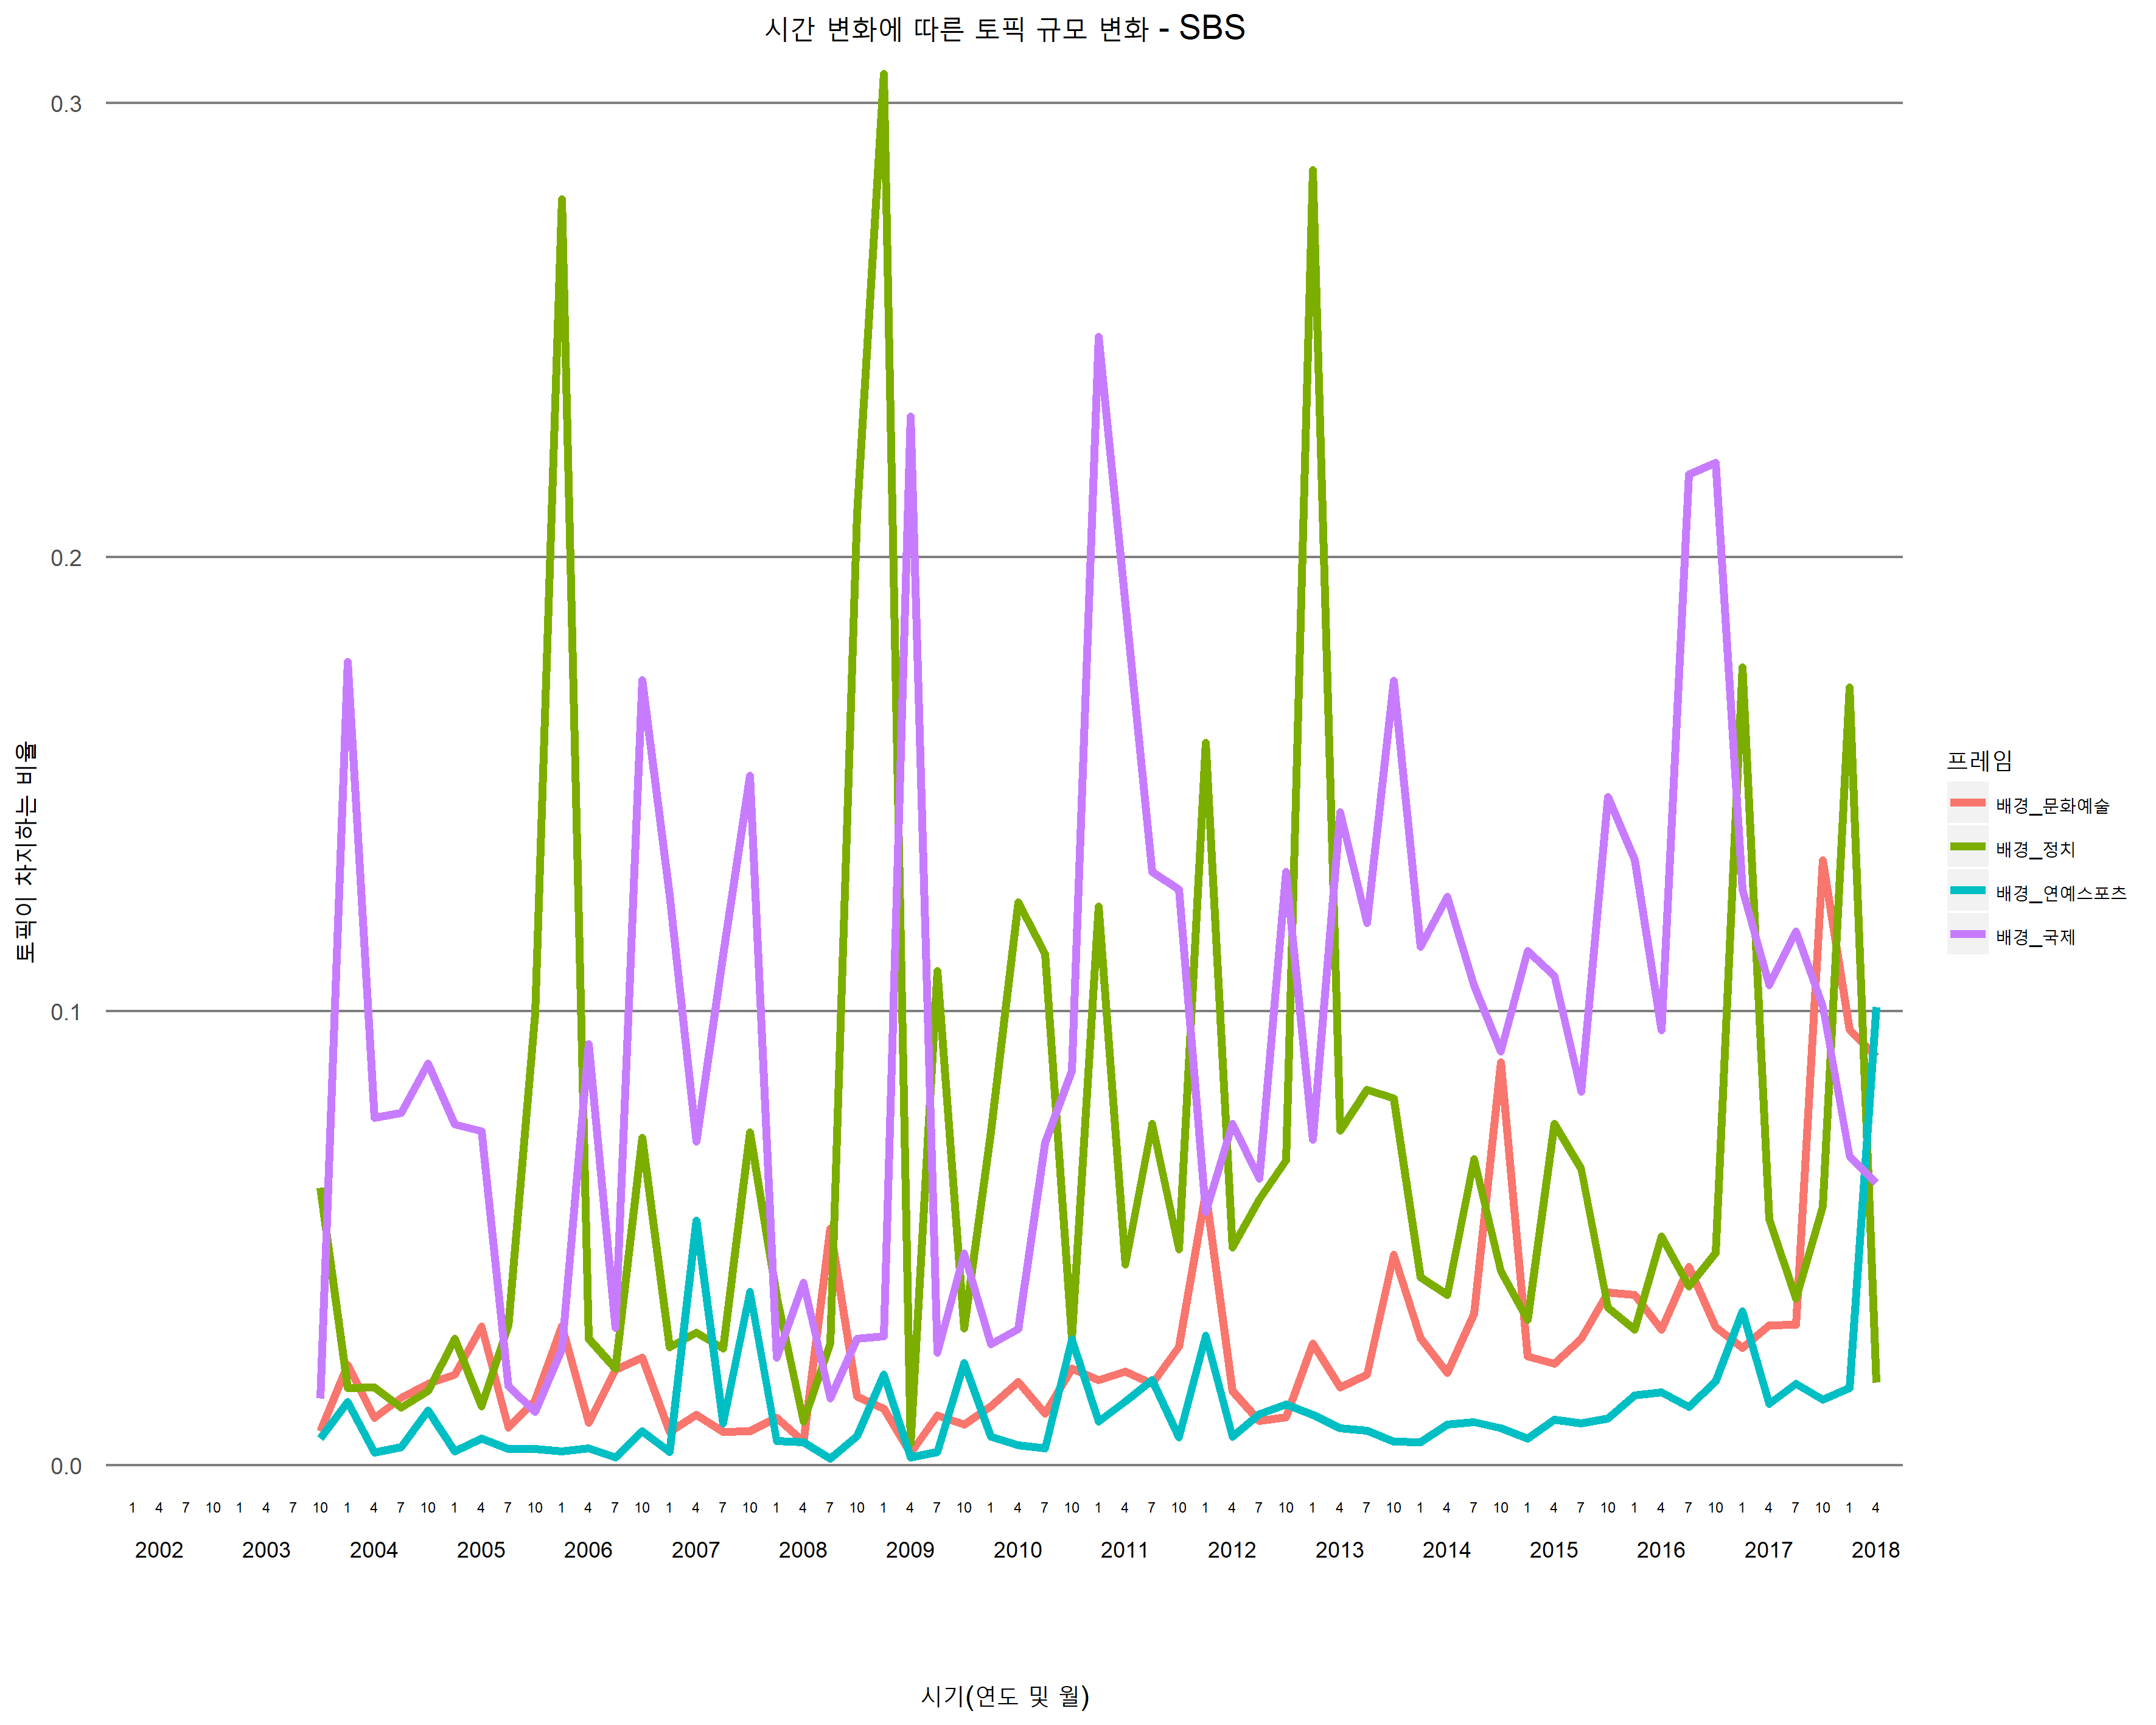 시간 변화에 따른 토픽 규모 변화 - SBS
토픽이 차지하는 비율
0.3
0.2
0.1
0.0
1 4 7 10 1 4 7 10 1 4 7 10 1 4 7 10 1 4 7 10 1 4 7 10 1 4 7 10 1 4 7 10 1 4 7 10 1 4 7 10 1 4 7 10 1 4 7 10 1 4 7 10 1 4 7 10 1 4 7 10 1 4 7 10 1 4
2002 2003 2004 2005 2006 2007 2008 2009 2010 2011 2012 2013 2014 2015 2016 2017 2018
시기(연도 및 월)
프레임
배경_문화예술
배경_정치
배경_연예스포츠
배경_국제